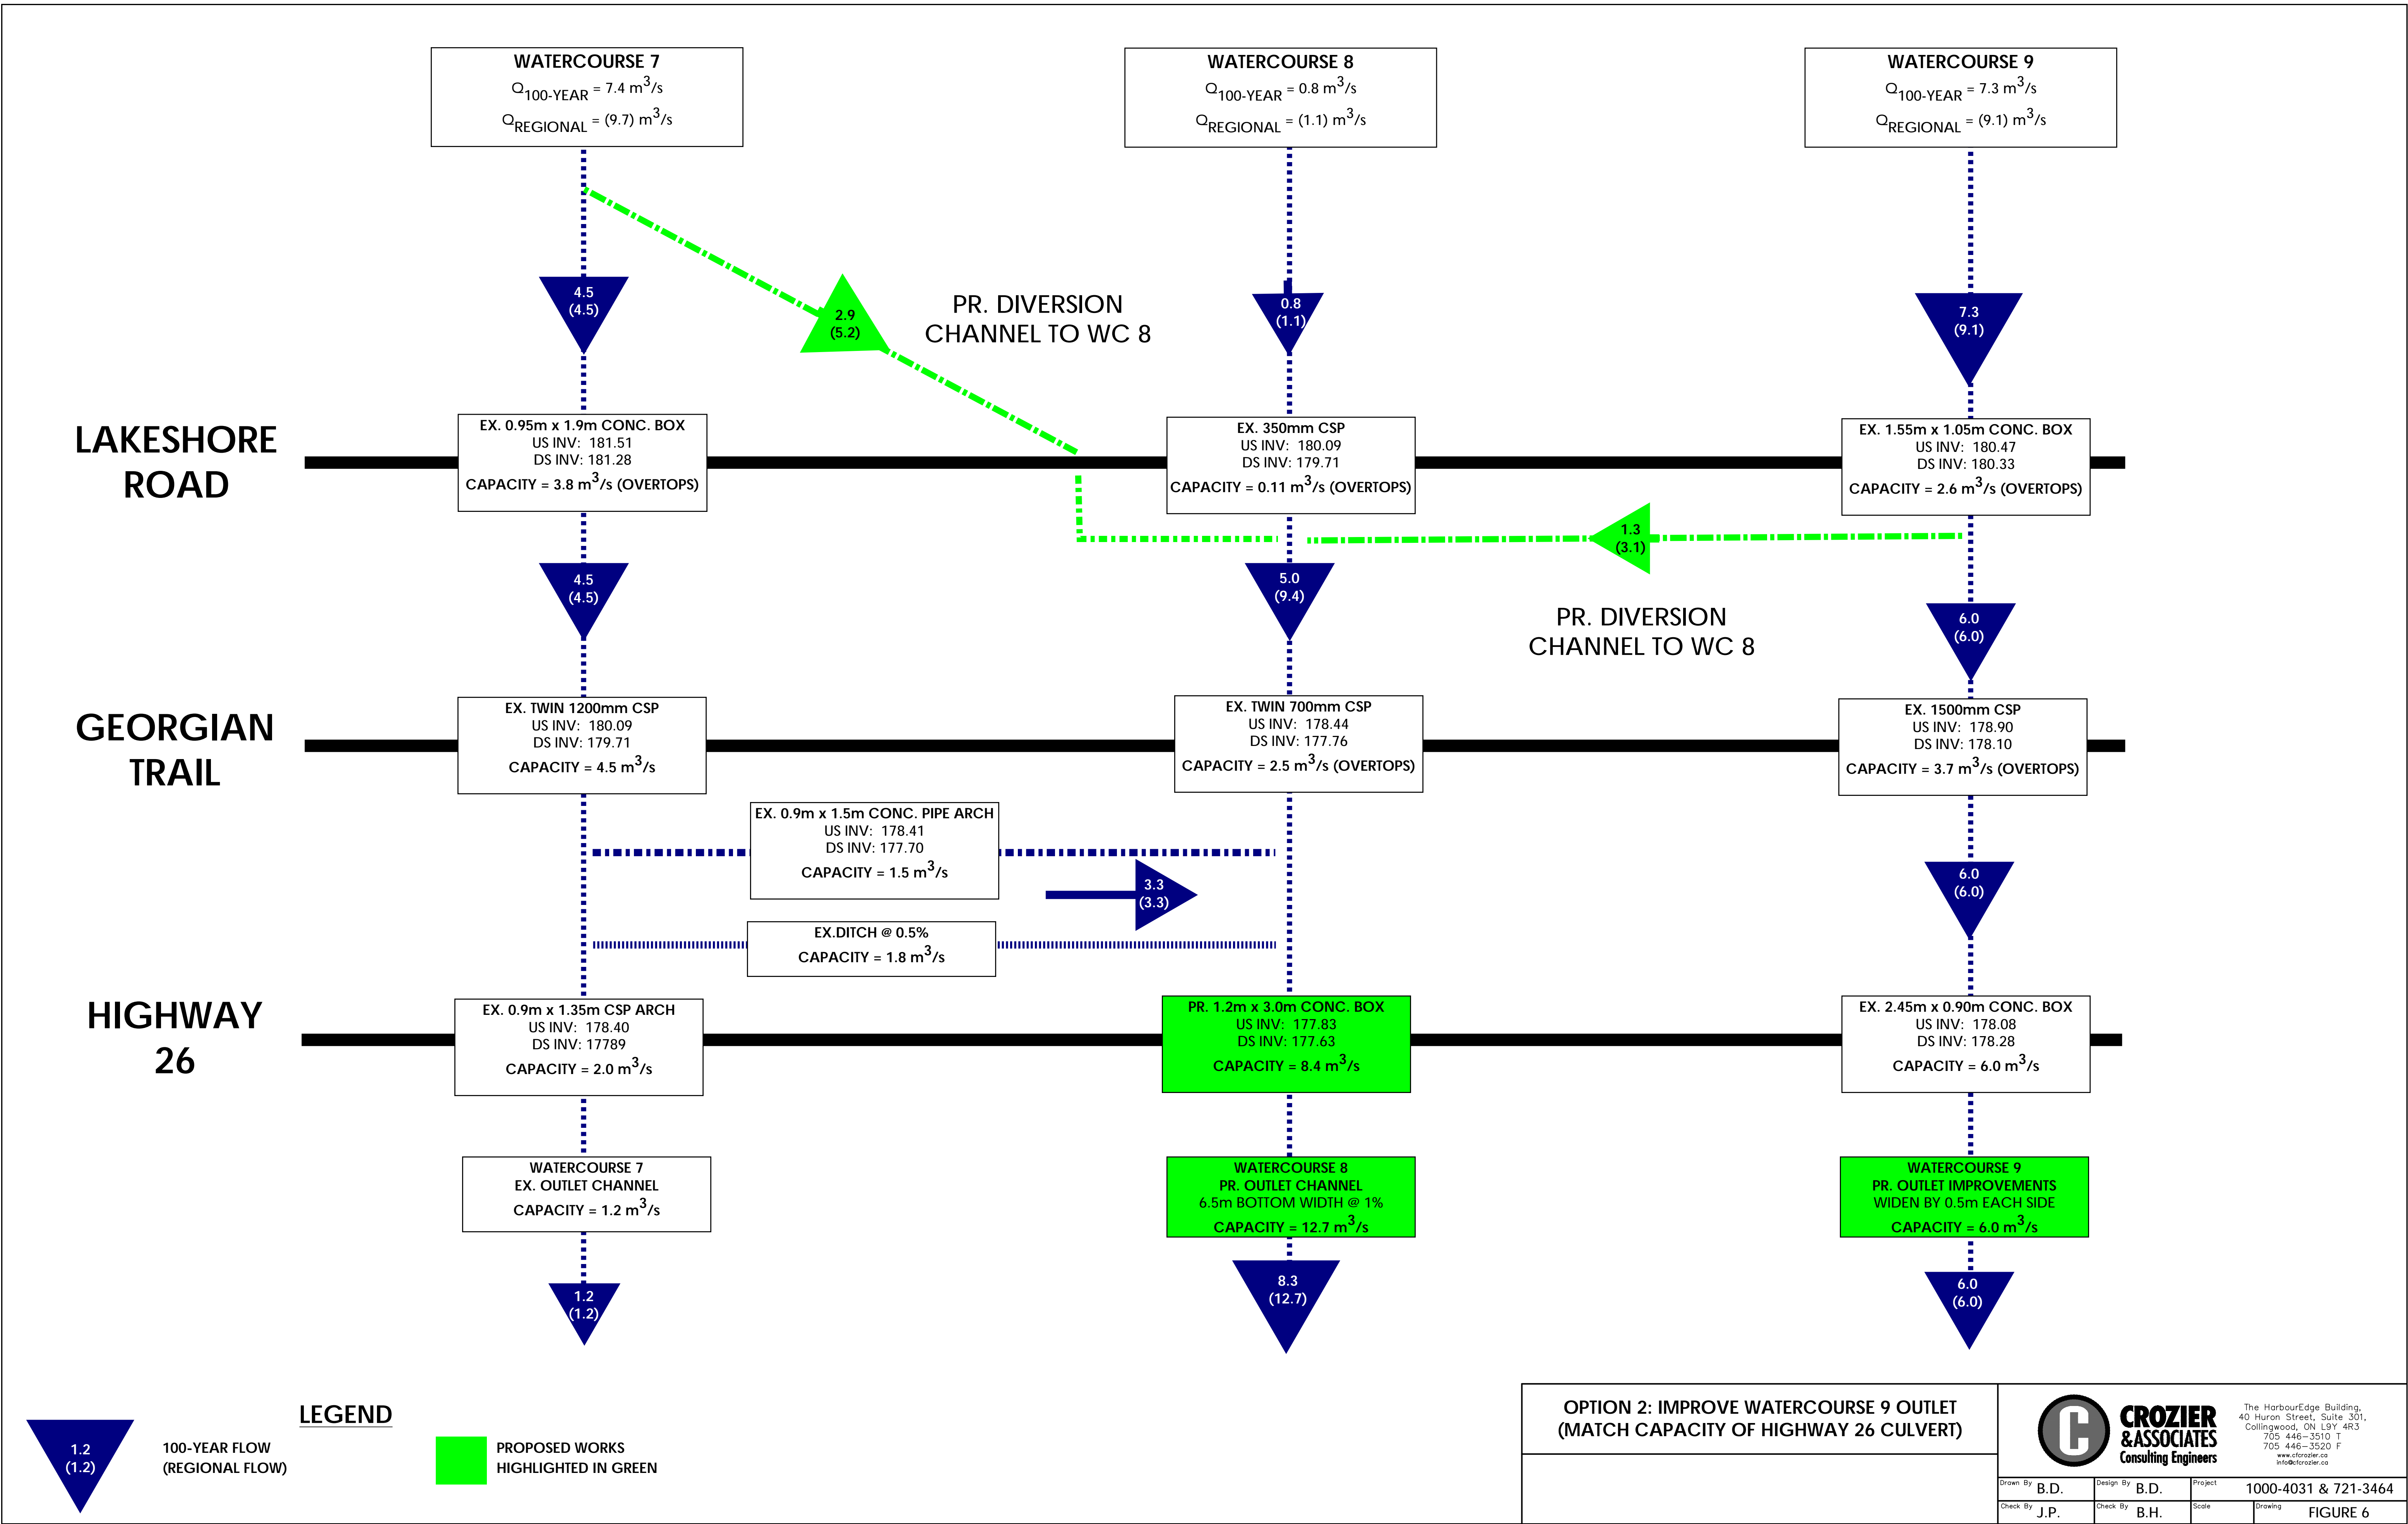 WATERCOURSE 7
Q100-YEAR = 7.4 m3/s
QREGIONAL = (9.7) m3/s
WATERCOURSE 8
Q100-YEAR = 0.8 m3/s
QREGIONAL = (1.1) m3/s
WATERCOURSE 9
Q100-YEAR = 7.3 m3/s
QREGIONAL = (9.1) m3/s
4.5
(4.5)
2.9
(5.2)
PR. DIVERSION
CHANNEL TO WC 8
0.8
(1.1)
7.3
(9.1)
LAKESHORE
ROAD
EX. 0.95m x 1.9m CONC. BOX
US INV: 181.51
DS INV: 181.28
CAPACITY = 3.8 m3/s (OVERTOPS)
EX. 350mm CSP
US INV: 180.09
DS INV: 179.71
CAPACITY = 0.11 m3/s (OVERTOPS)
EX. 1.55m x 1.05m CONC. BOX
US INV: 180.47
DS INV: 180.33
CAPACITY = 2.6 m3/s (OVERTOPS)
1.3
(3.1)
4.5
(4.5)
5.0
(9.4)
PR. DIVERSION
CHANNEL TO WC 8
6.0
(6.0)
GEORGIAN
TRAIL
EX. TWIN 1200mm CSP
US INV: 180.09
DS INV: 179.71
CAPACITY = 4.5 m3/s
EX. TWIN 700mm CSP
US INV: 178.44
DS INV: 177.76
CAPACITY = 2.5 m3/s (OVERTOPS)
EX. 1500mm CSP
US INV: 178.90
DS INV: 178.10
CAPACITY = 3.7 m3/s (OVERTOPS)
EX. 0.9m x 1.5m CONC. PIPE ARCH
US INV: 178.41
DS INV: 177.70
CAPACITY = 1.5 m3/s
3.3
(3.3)
6.0
(6.0)
EX.DITCH @ 0.5%
CAPACITY = 1.8 m3/s
HIGHWAY
26
EX. 0.9m x 1.35m CSP ARCH
US INV: 178.40
DS INV: 17789
CAPACITY = 2.0 m3/s
PR. 1.2m x 3.0m CONC. BOX
US INV: 177.83
DS INV: 177.63
CAPACITY = 8.4 m3/s
EX. 2.45m x 0.90m CONC. BOX
US INV: 178.08
DS INV: 178.28
CAPACITY = 6.0 m3/s
WATERCOURSE 7
EX. OUTLET CHANNEL
CAPACITY = 1.2 m3/s
WATERCOURSE 8
PR. OUTLET CHANNEL
6.5m BOTTOM WIDTH @ 1%
CAPACITY = 12.7 m3/s
WATERCOURSE 9
PR. OUTLET IMPROVEMENTS
WIDEN BY 0.5m EACH SIDE
CAPACITY = 6.0 m3/s
1.2
(1.2)
8.3
(12.7)
6.0
(6.0)
LEGEND
1.2
(1.2)
100-YEAR FLOW
(REGIONAL FLOW)
PROPOSED WORKS
HIGHLIGHTED IN GREEN
OPTION 2: IMPROVE WATERCOURSE 9 OUTLET
(MATCH CAPACITY OF HIGHWAY 26 CULVERT)
C
CROZIER
&ASSOCIATES
Consulting Engineers
The HarbourEdge Building,
40 Huron Street, Suite 301,
Collingwood, ON L9Y 4R3
705 446-3510 T
705 446-3520 F
www.cfcrozier.ca
info@cfcrozier.ca
Drawn By B.D.
Design By B.D.
Project 1000-4031 & 721-3464
Check By J.P.
Check By B.H.
Scale
Drawing FIGURE 6